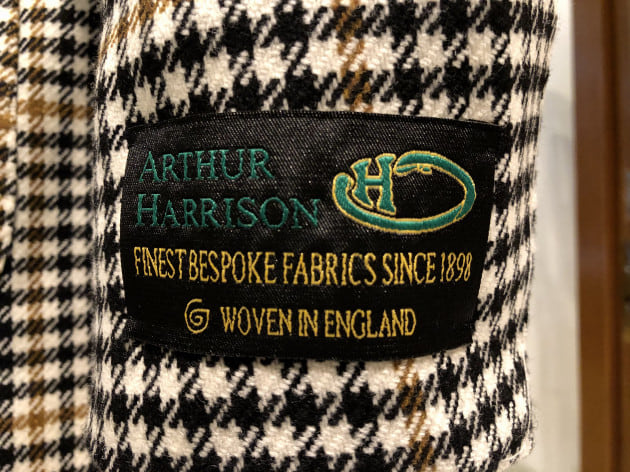 ARTHUR
HARRISON
H
FINEST BESPOKE FABRICS SINCE 1898
WOVEN IN ENGLAND